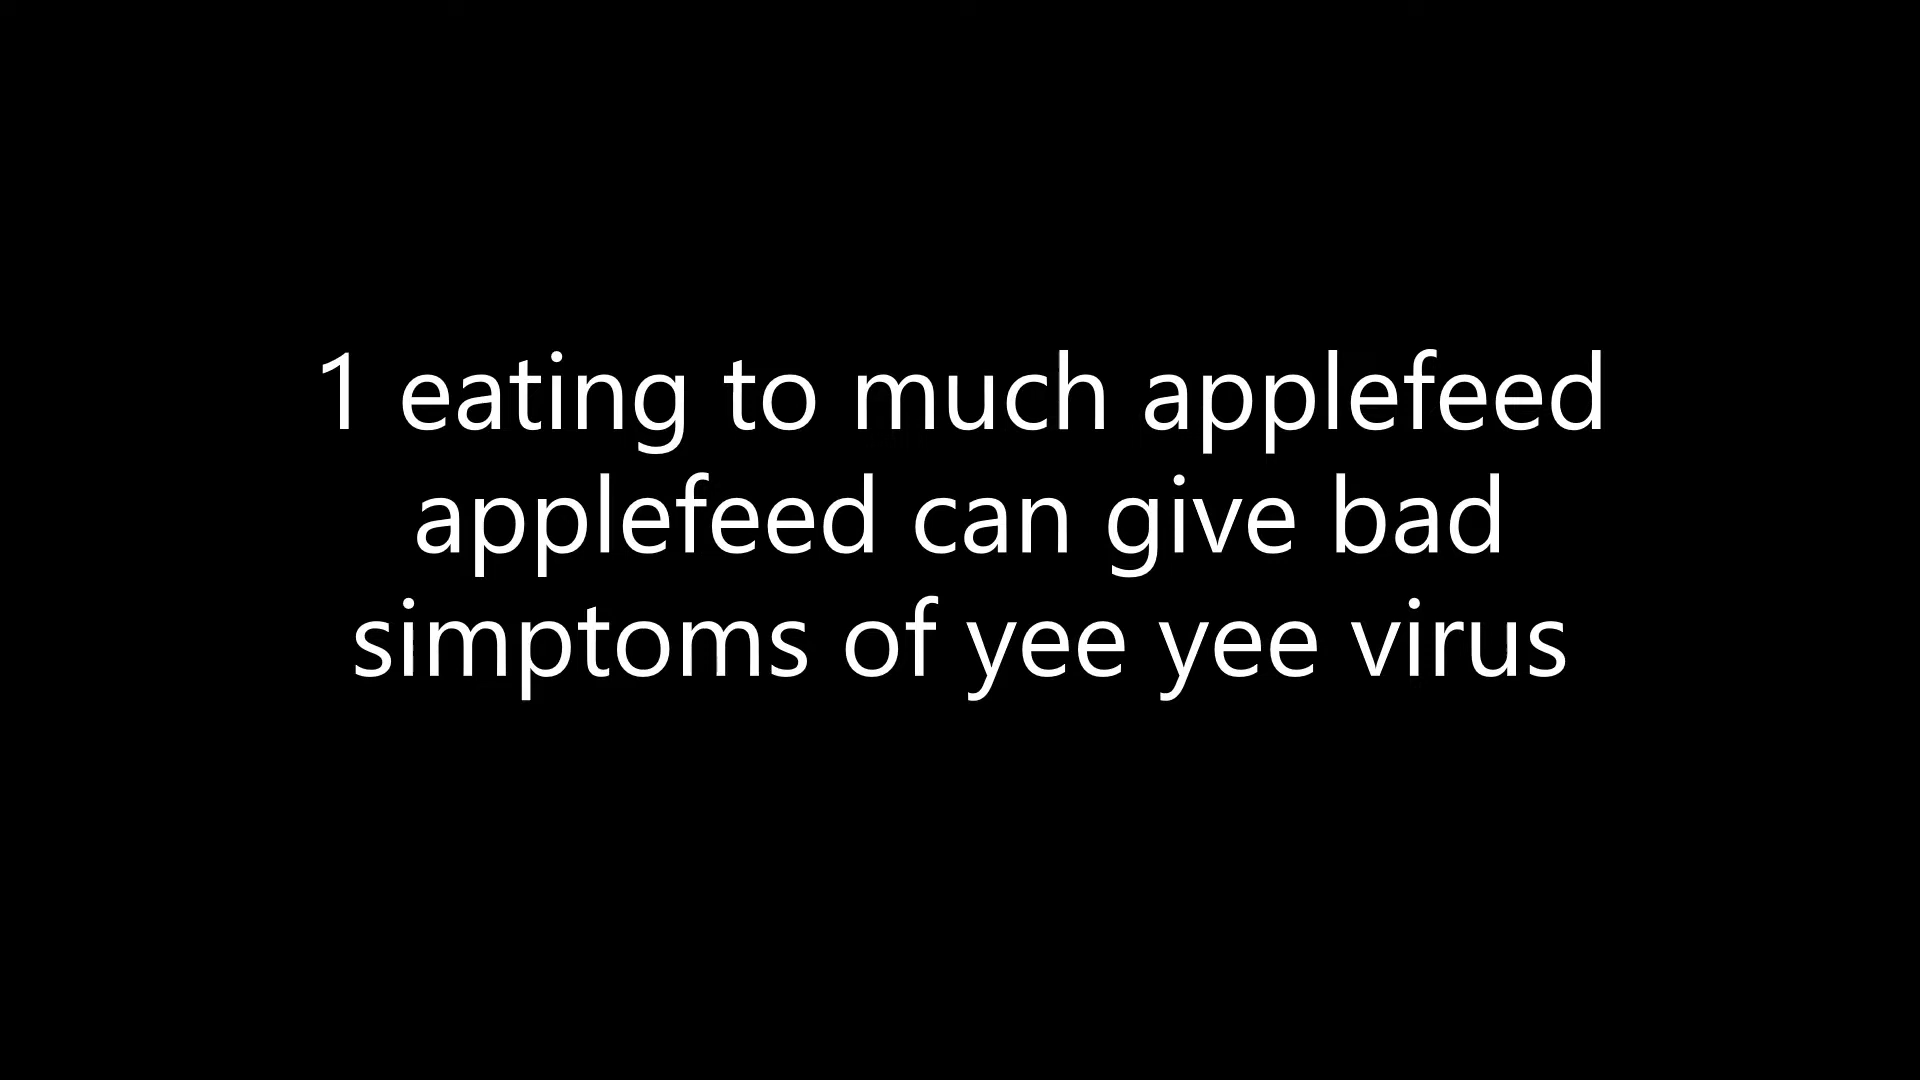 1 eating to much applefeed
applefeed can give bad
simptoms of yee yee virus